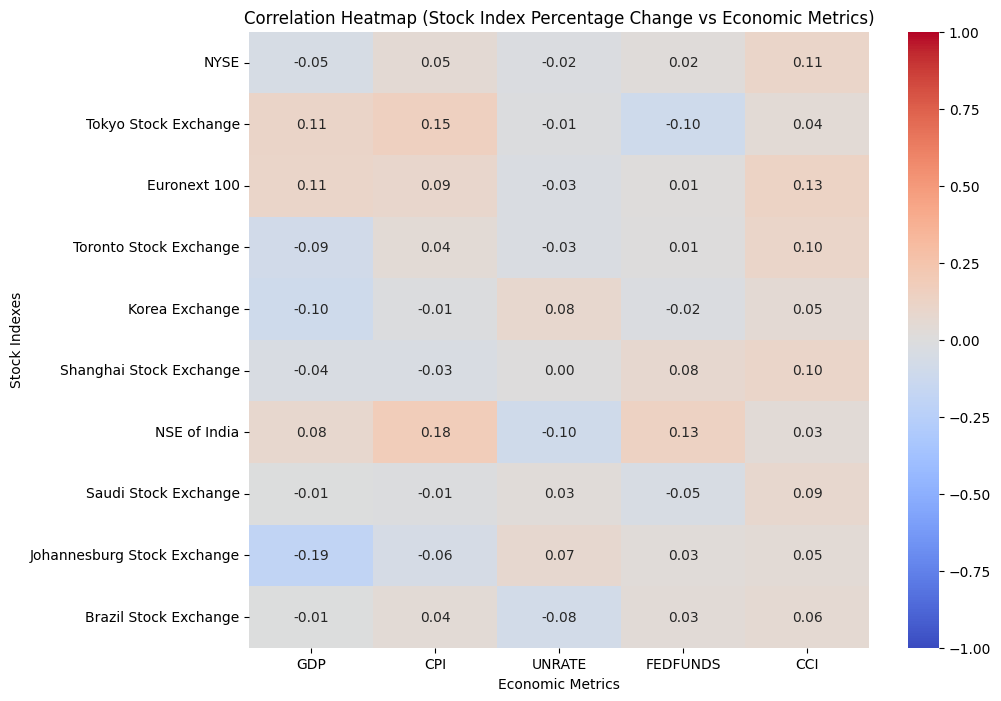 Correlation Heatmap (Stock Index Percentage Change vs Economic Metrics)
Stock Indexes
NYSE -0.05 0.05 -0.02 0.02 0.11
Tokyo Stock Exchange 0.11 0.15 -0.01 -0.10 0.04
Euronext 100 0.11 0.09 -0.03 0.01 0.13
Toronto Stock Exchange -0.09 0.04 -0.03 0.01 0.10
Korea Exchange -0.10 -0.01 0.08 -0.02 0.05
Shanghai Stock Exchange -0.04 -0.03 0.00 0.08 0.10
NSE of India 0.08 0.18 -0.10 0.13 0.03
Saudi Stock Exchange -0.01 -0.01 0.03 -0.05 0.09
Johannesburg Stock Exchange -0.19 -0.06 0.07 0.03 0.05
Brazil Stock Exchange -0.01 0.04 -0.08 0.03 0.06
GDP CPI UNRATE FEDFUNDS CCI
Economic Metrics
1.00
0.75
0.50
0.25
0.00
−0.25
−0.50
−0.75
−1.00